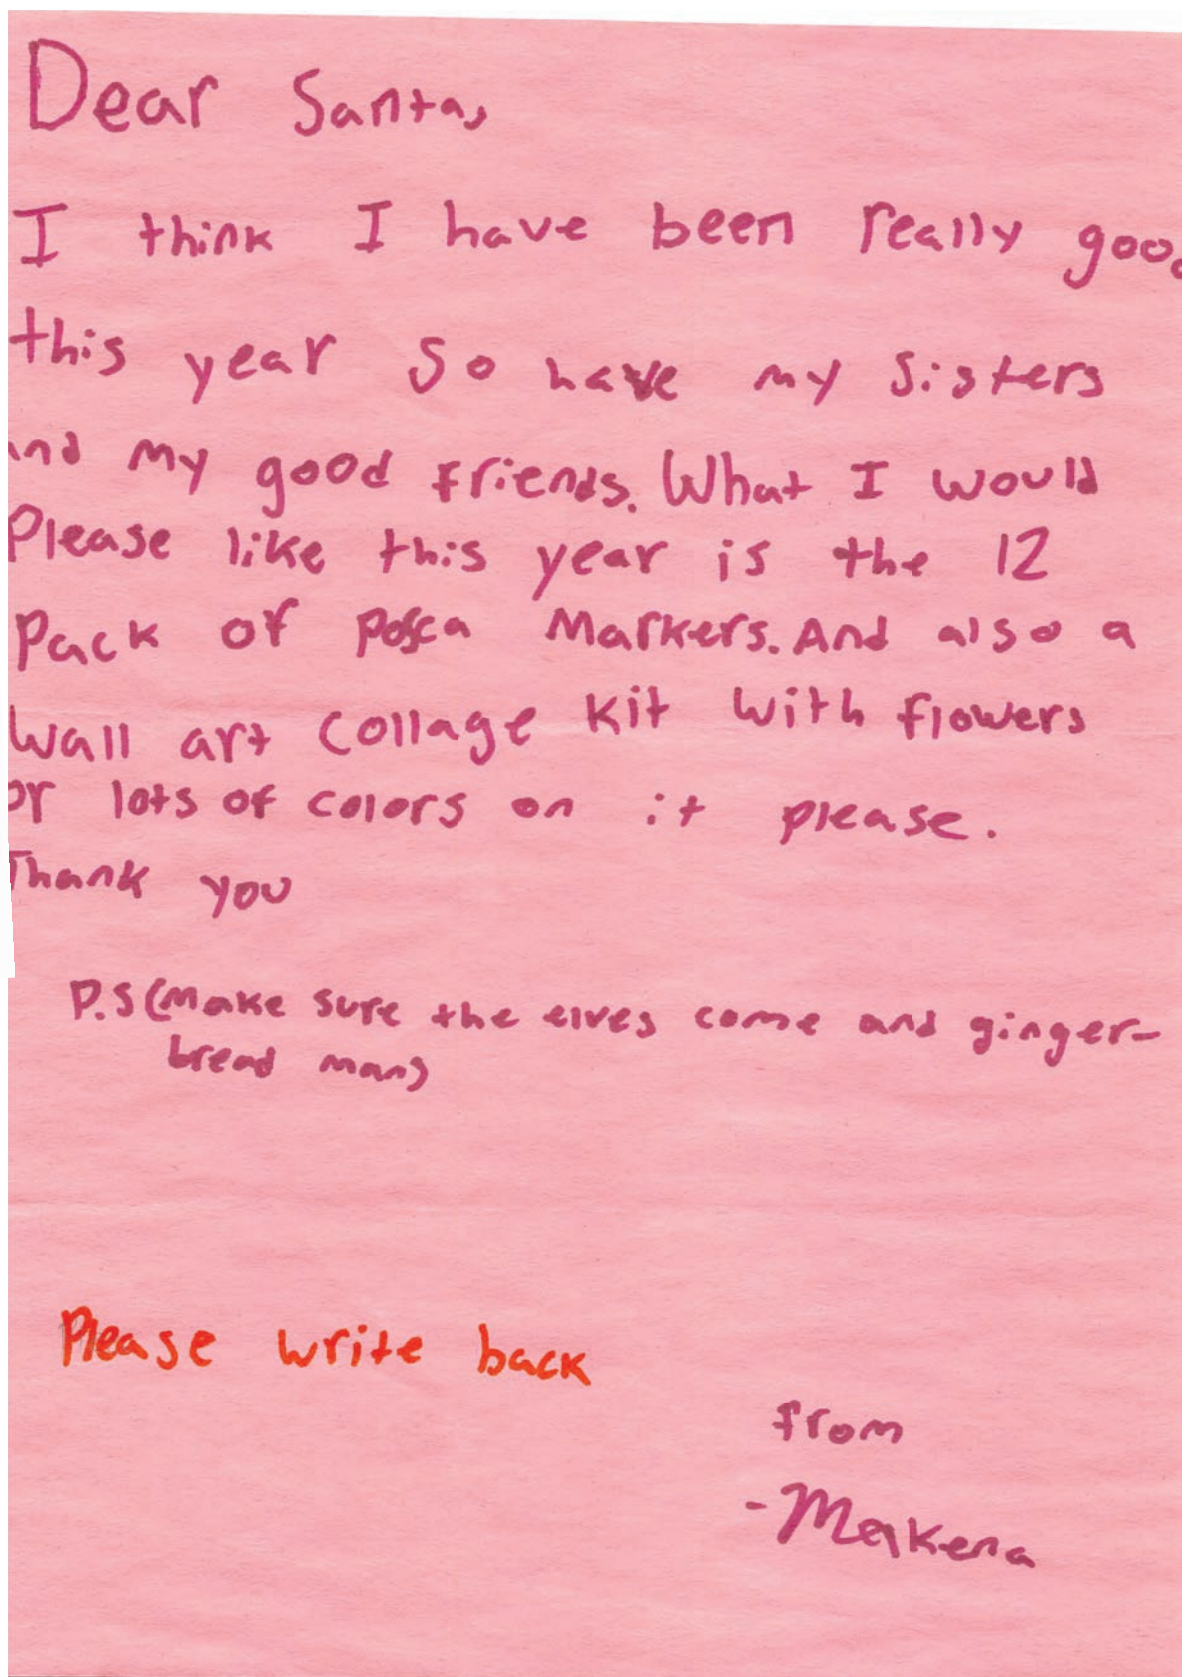 Dear Santa,
I think I have been really good
this year so have my sisters
and my good friends. What I would
Please like this year is the 12
Pack of Posca Markers. And also a
Wall art collage kit with flowers
or lots of colors on it please.
Thank you
P.S (Make sure the elves come and ginger-
bread man)
Please write back
from
-Makena